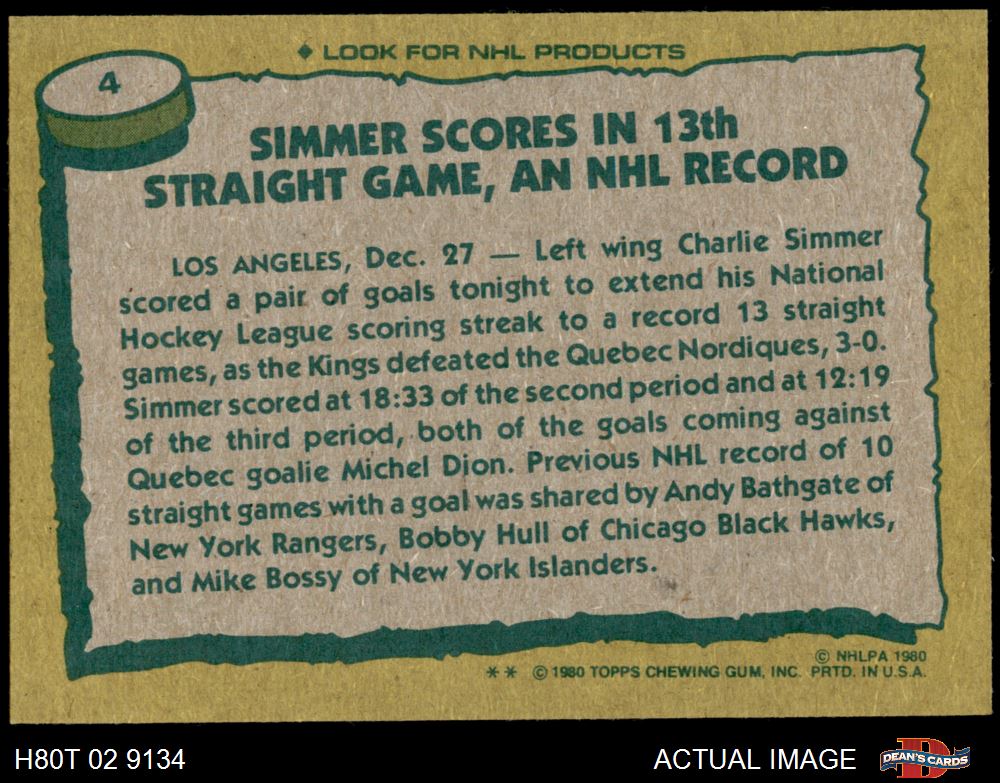 ♦ LOOK FOR NHL PRODUCTS
4
SIMMER SCORES IN 13th
STRAIGHT GAME, AN NHL RECORD
LOS ANGELES, Dec. 27 — Left wing Charlie Simmer
scored a pair of goals tonight to extend his National
Hockey League scoring streak to a record 13 straight
games, as the Kings defeated the Quebec Nordiques, 3-0.
Simmer scored at 18:33 of the second period and at 12:19
of the third period, both of the goals coming against
Quebec goalie Michel Dion. Previous NHL record of 10
straight games with a goal was shared by Andy Bathgate of
New York Rangers, Bobby Hull of Chicago Black Hawks,
and Mike Bossy of New York Islanders.
© NHLPA 1980
** © 1980 TOPPS CHEWING GUM, INC. PRTD. IN U.S.A.
H80T 02 9134
ACTUAL IMAGE
D
DEAN'S CARDS